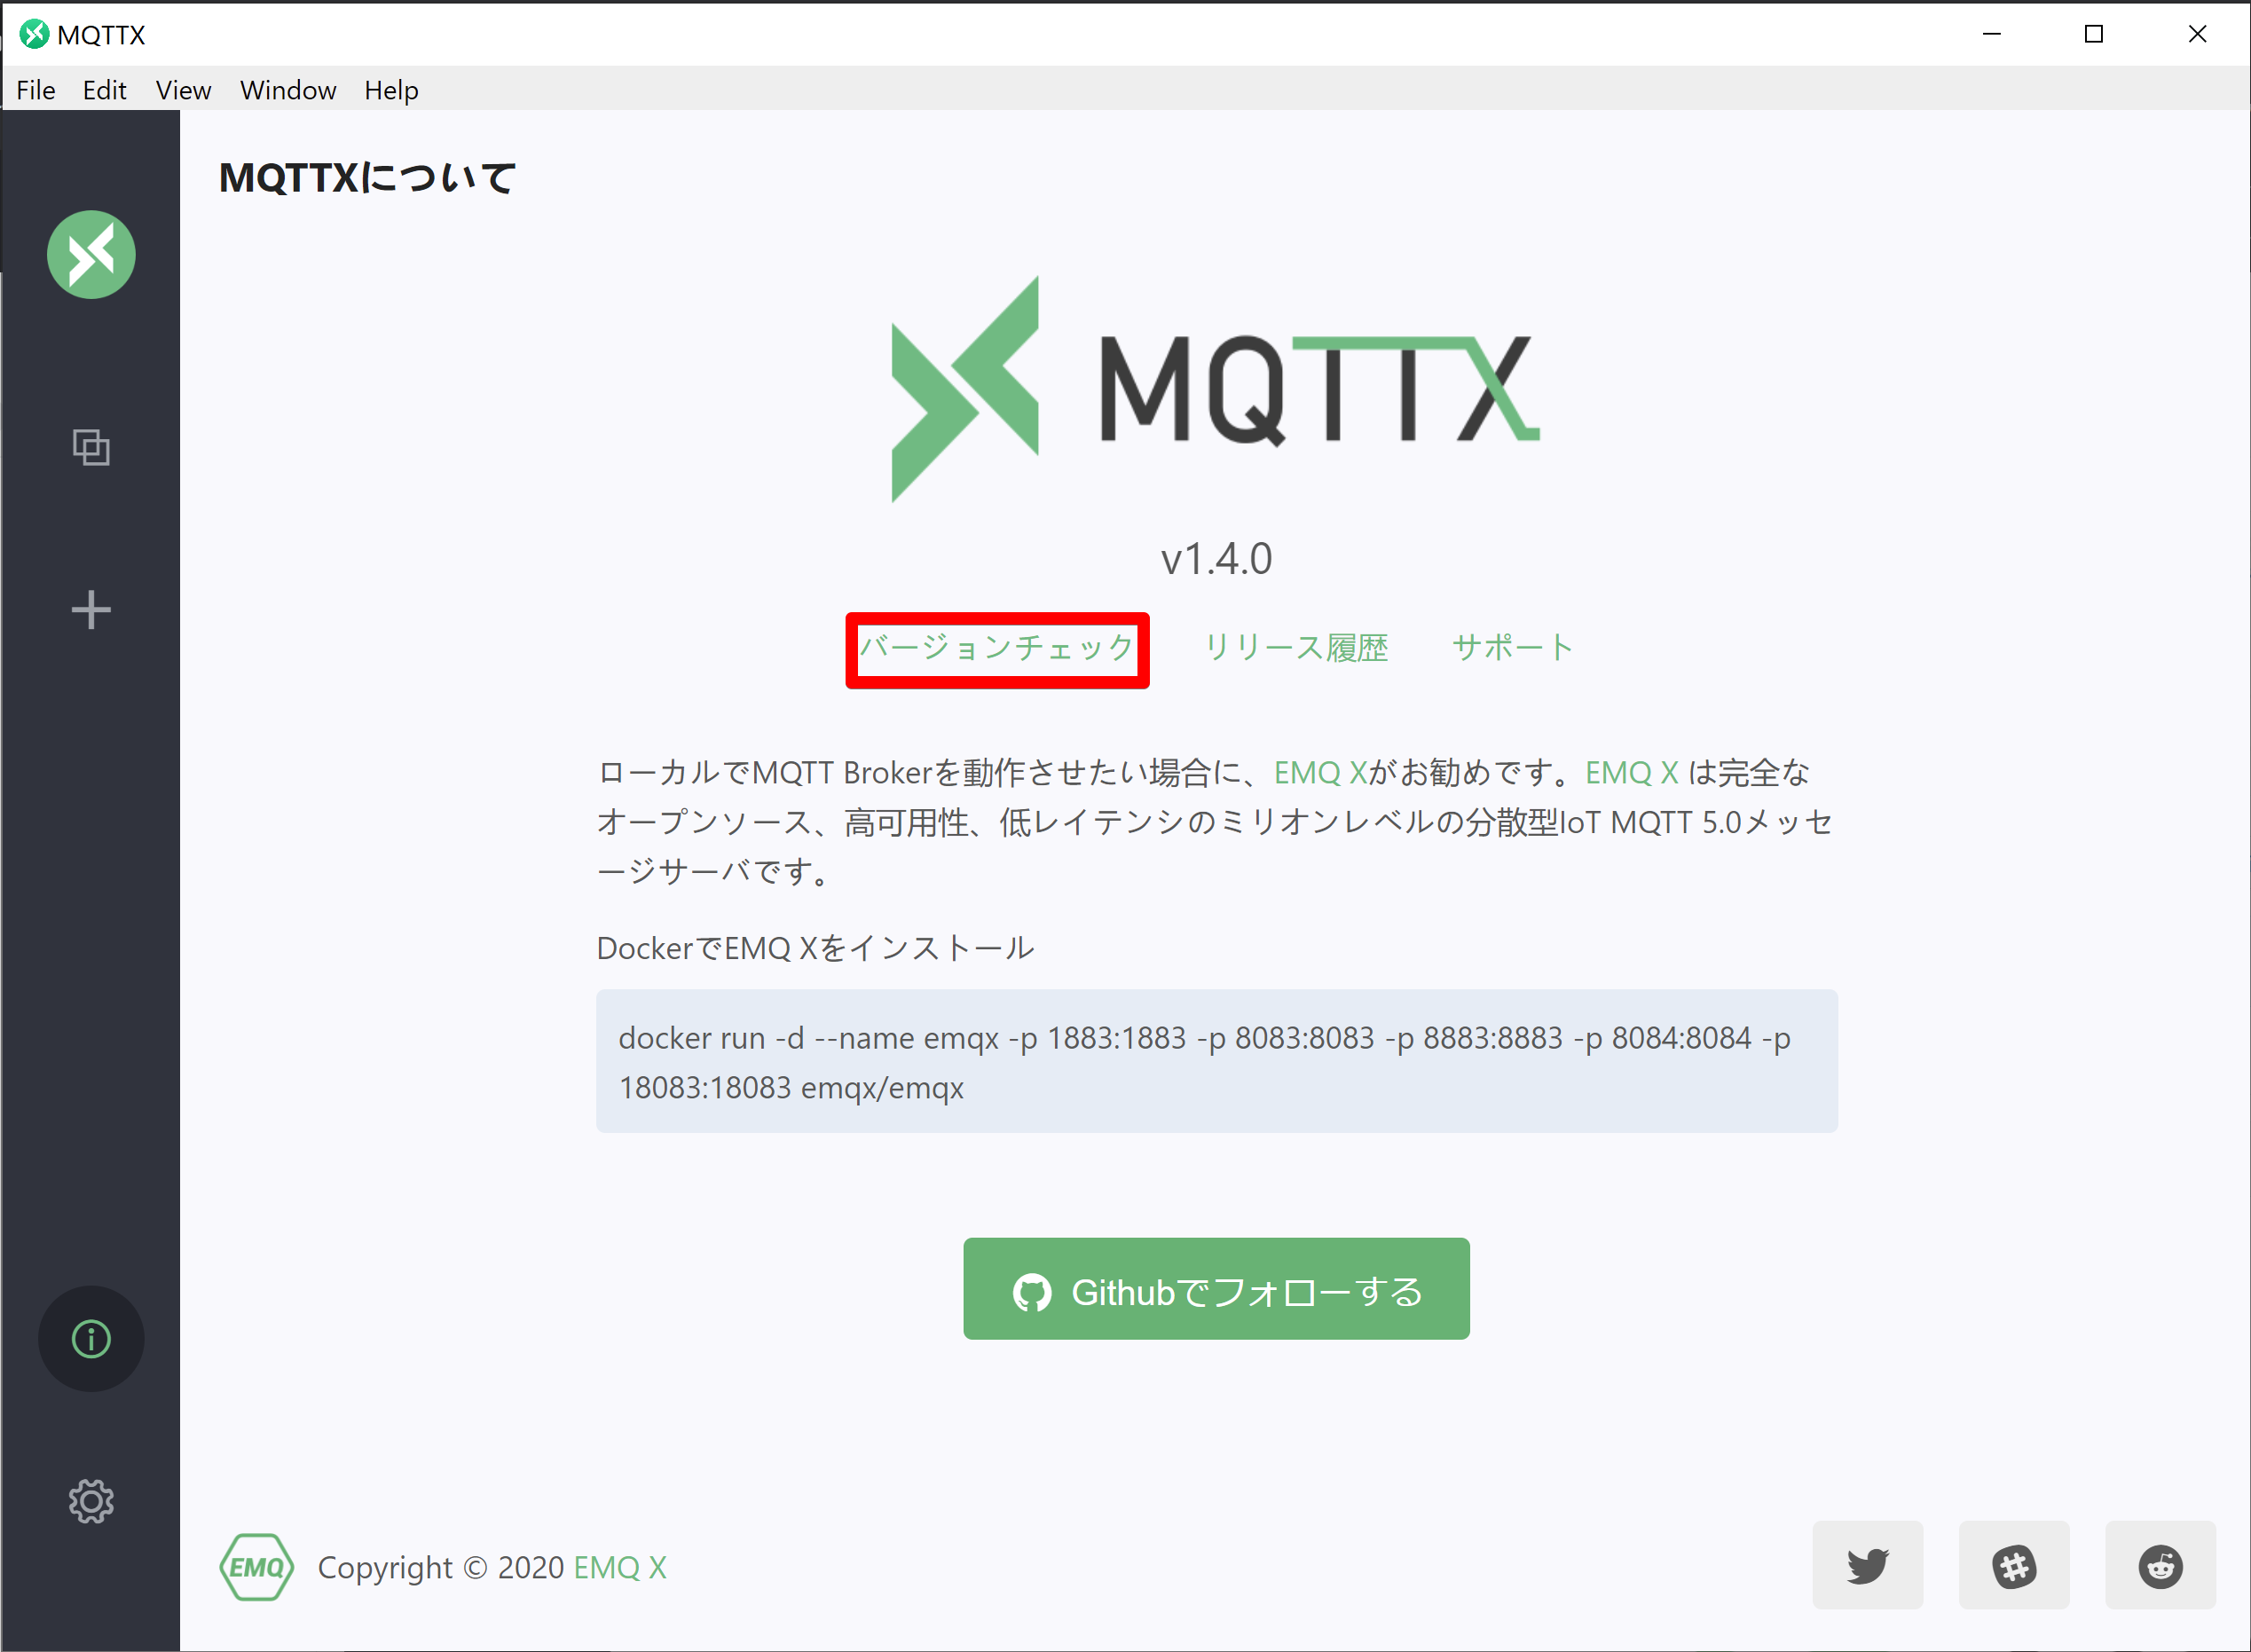 MQTTX
File Edit View Window Help
MQTTXについて
MQTTX
v1.4.0
バージョンチェック リリース履歴 サポート
ローカルでMQTT Brokerを動作させたい場合に、EMQ Xがお勧めです。EMQ X は完全な
オープンソース、高可用性、低レイテンシのミリオンレベルの分散型IoT MQTT 5.0メッセ
ージサーバです。
DockerでEMQ Xをインストール
docker run -d --name emqx -p 1883:1883 -p 8083:8083 -p 8883:8883 -p 8084:8084 -p
18083:18083 emqx/emqx
Githubでフォローする
EMQ Copyright © 2020 EMQ X